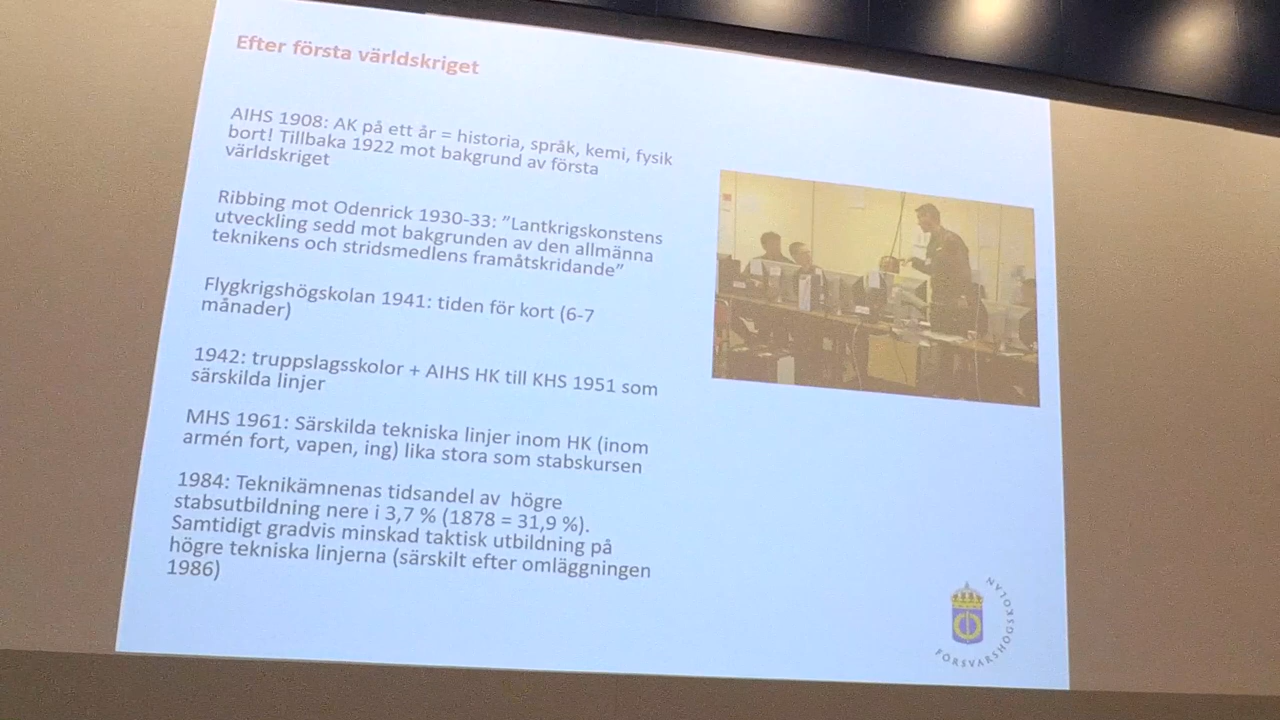 Efter första världskriget
AIHS 1908: AK på ett år = historia, språk, kemi, fysik
bort! Tillbaka 1922 mot bakgrund av första
världskriget
Ribbing mot Odenrick 1930-33: ”Lantkrigskonstens
utveckling sedd mot bakgrunden av den allmänna
teknikens och stridsmedlens framåtskridande”
Flygkrigshögskolan 1941: tiden för kort (6-7
månader)
1942: truppslagsskolor + AIHS HK till KHS 1951 som
särskilda linjer
MHS 1961: Särskilda tekniska linjer inom HK (inom
armén fort, vapen, ing) lika stora som stabskursen
1984: Teknikämnenas tidsandel av högre
stabsutbildning nere i 3,7 % (1878 = 31,9 %).
Samtidigt gradvis minskad taktisk utbildning på
högre tekniska linjerna (särskilt efter omläggningen
1986)
FÖRSVARSHÖGSKOLAN